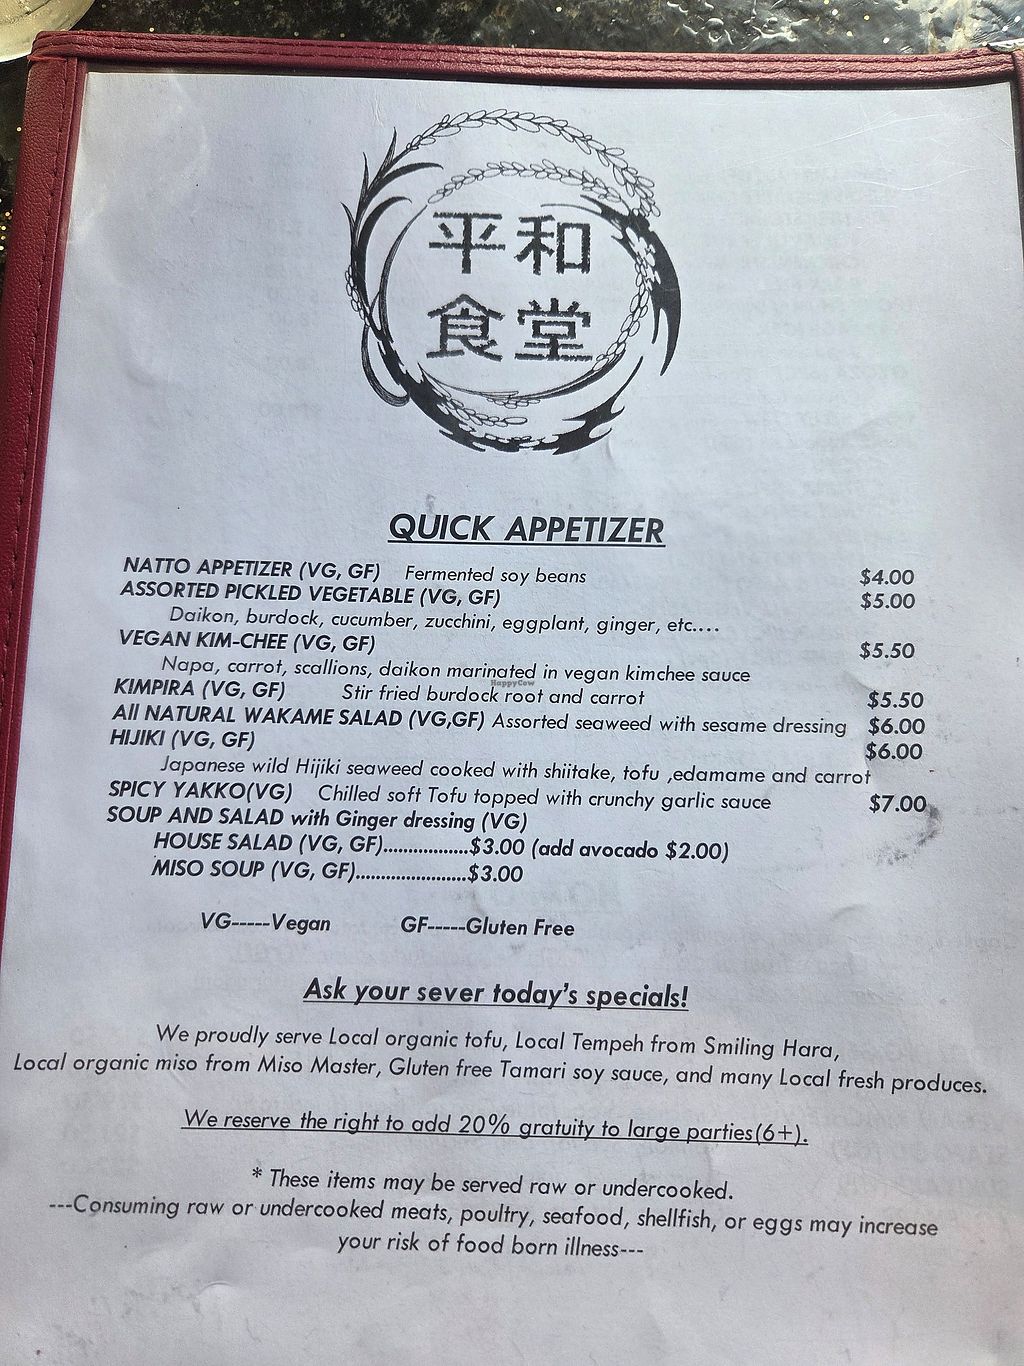 平和
食堂
QUICK APPETIZER
NATTO APPETIZER (VG, GF) Fermented soy beans $4.00
ASSORTED PICKLED VEGETABLE (VG, GF) $5.00
Daikon, burdock, cucumber, zucchini, eggplant, ginger, etc....
VEGAN KIM-CHEE (VG, GF) $5.50
Napa, carrot, scallions, daikon marinated in vegan kimchee sauce
HappyCow
KIMPIRA (VG, GF) Stir fried burdock root and carrot $5.50
All NATURAL WAKAME SALAD (VG,GF) Assorted seaweed with sesame dressing $6.00
HIJIKI (VG, GF) $6.00
Japanese wild Hijiki seaweed cooked with shiitake, tofu ,edamame and carrot
SPICY YAKKO(VG) Chilled soft Tofu topped with crunchy garlic sauce $7.00
SOUP AND SALAD with Ginger dressing (VG)
HOUSE SALAD (VG, GF).................$3.00 (add avocado $2.00)
MISO SOUP (VG, GF)......................$3.00
VG-----Vegan GF-----Gluten Free
Ask your sever today's specials!
We proudly serve Local organic tofu, Local Tempeh from Smiling Hara,
Local organic miso from Miso Master, Gluten free Tamari soy sauce, and many Local fresh produces.
We reserve the right to add 20% gratuity to large parties(6+).
* These items may be served raw or undercooked.
---Consuming raw or undercooked meats, poultry, seafood, shellfish, or eggs may increase
your risk of food born illness---